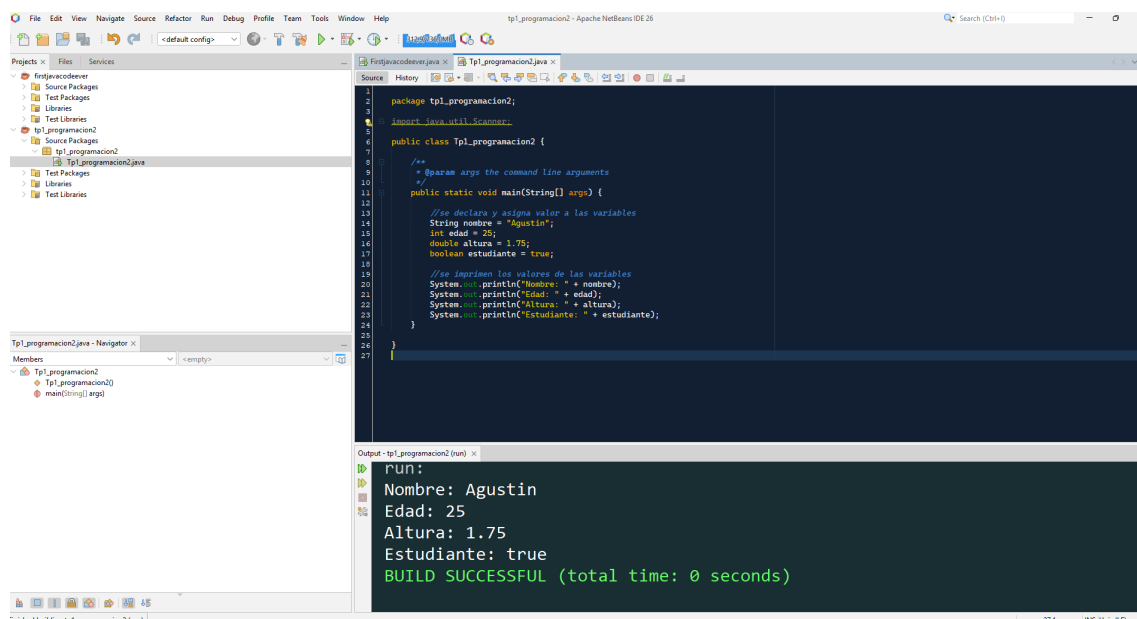 File Edit View Navigate Source Refactor Run Debug Profile Team Tools Window Help
tp1_programacion2 - Apache NetBeans IDE 26
Search (Ctrl+I)
<default config>
Projects
Files
Services
firstjavacodeever
Source Packages
Test Packages
Libraries
Test Libraries
tp1_programacion2
Source Packages
tp1_programacion2
Tp1_programacion2.java
Test Packages
Libraries
Test Libraries
Tp1_programacion2.java - Navigator
Members
<empty>
Tp1_programacion2
Tp1_programacion2()
main(String[] args)
Firstjavacodeever.java
Tp1_programacion2.java
Source
History
1
2 package tp1_programacion2;
3
import java.util.Scanner;
5
6 public class Tp1_programacion2 {
7
8 /**
9 * @param args the command line arguments
10 */
11 public static void main(String[] args) {
12
13 //se declara y asigna valor a las variables
14 String nombre = "Agustin";
15 int edad = 25;
16 double altura = 1.75;
17 boolean estudiante = true;
18
19 //se imprimen los valores de las variables
20 System.out.println("Nombre: " + nombre);
21 System.out.println("Edad: " + edad);
22 System.out.println("Altura: " + altura);
23 System.out.println("Estudiante: " + estudiante);
24 }
25
26 }
27
Output - tp1_programacion2 (run)
run:
Nombre: Agustin
Edad: 25
Altura: 1.75
Estudiante: true
BUILD SUCCESSFUL (total time: 0 seconds)